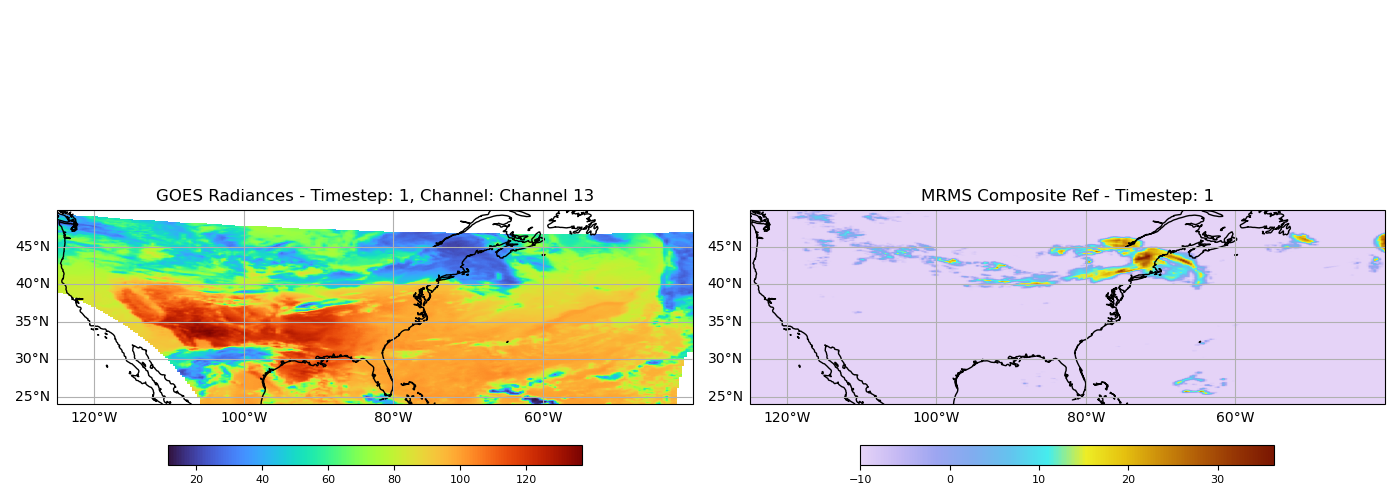 GOES Radiances - Timestep: 1, Channel: Channel 13
45°N
40°N
35°N
30°N
25°N
120°W 100°W 80°W 60°W
20 40 60 80 100 120
MRMS Composite Ref - Timestep: 1
45°N
40°N
35°N
30°N
25°N
120°W 100°W 80°W 60°W
−10 0 10 20 30